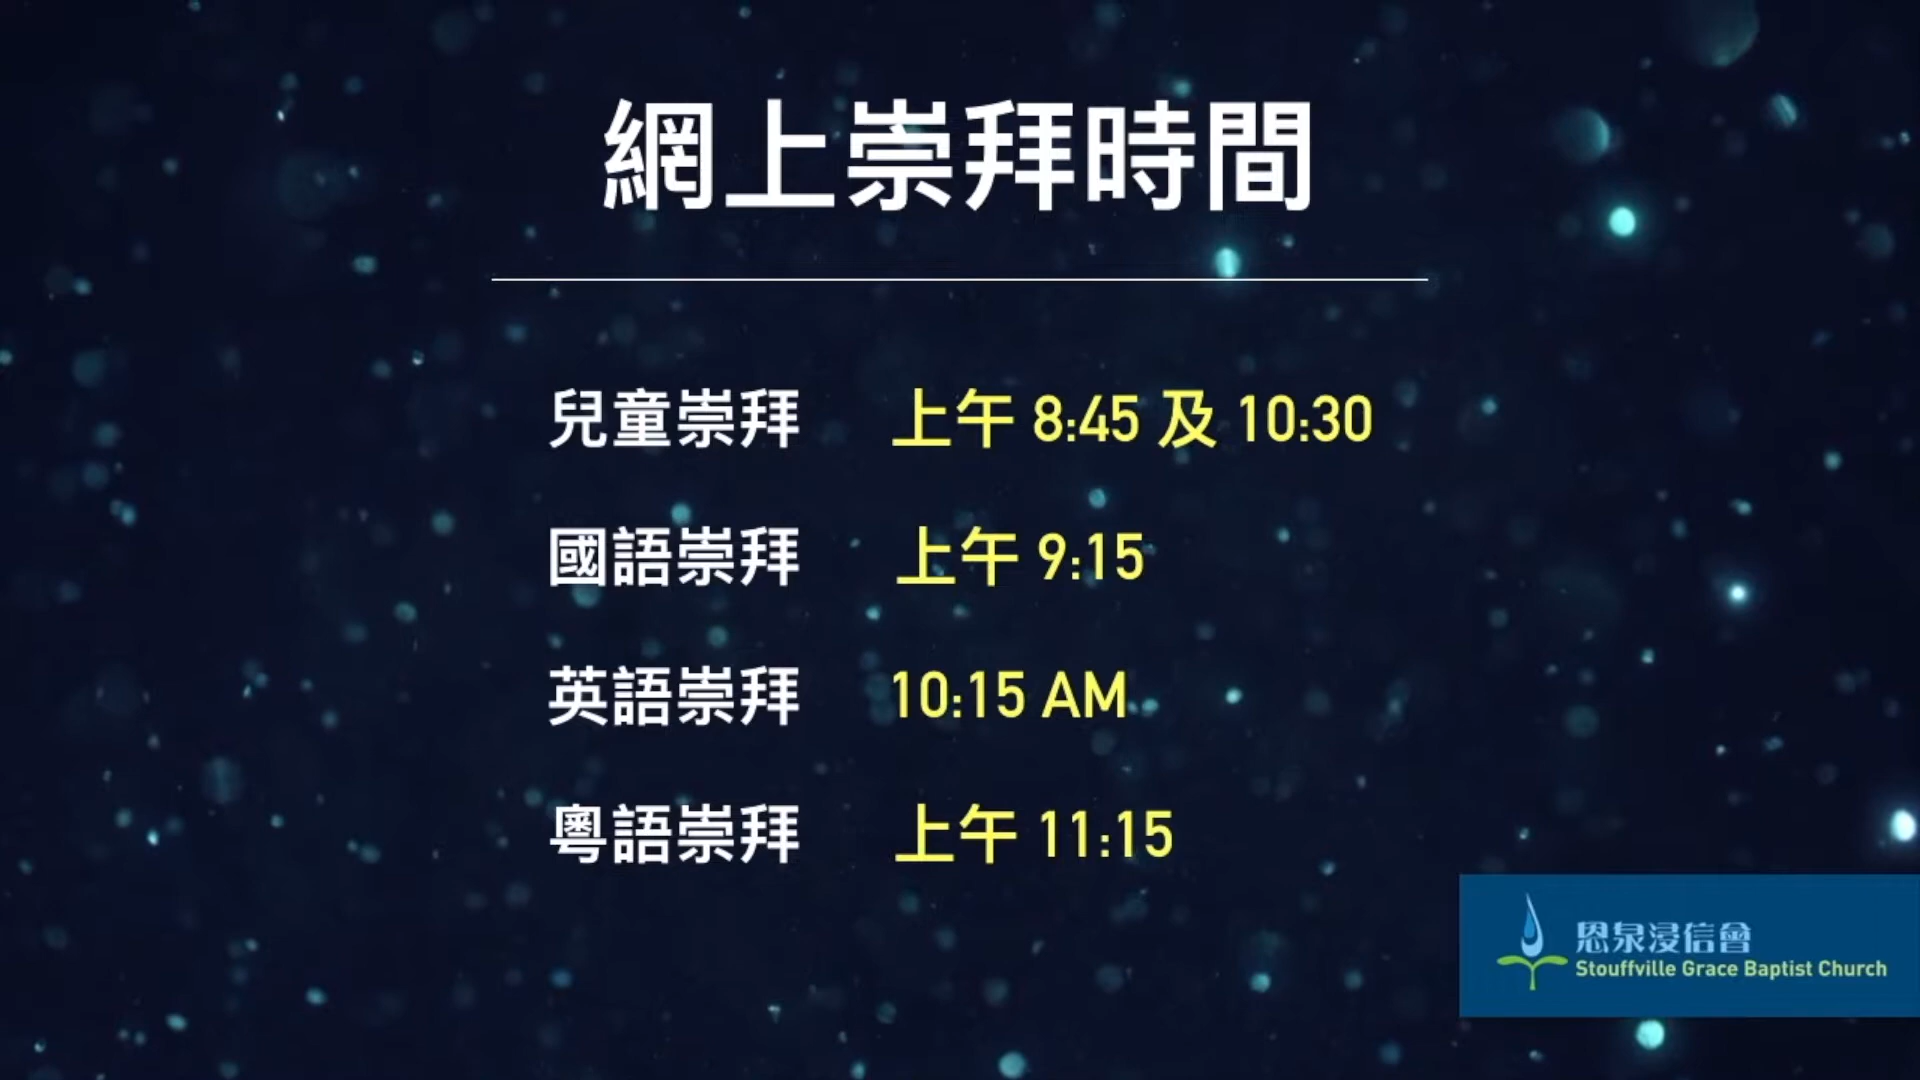 網上崇拜時間
兒童崇拜 上午 8:45 及 10:30
國語崇拜 上午 9:15
英語崇拜 10:15 AM
粵語崇拜 上午 11:15
恩泉浸信會
Stouffville Grace Baptist Church